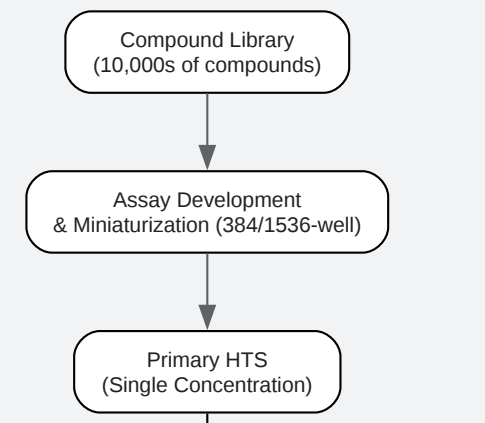 Compound Library
(10,000s of compounds)
Assay Development
& Miniaturization (384/1536-well)
Primary HTS
(Single Concentration)